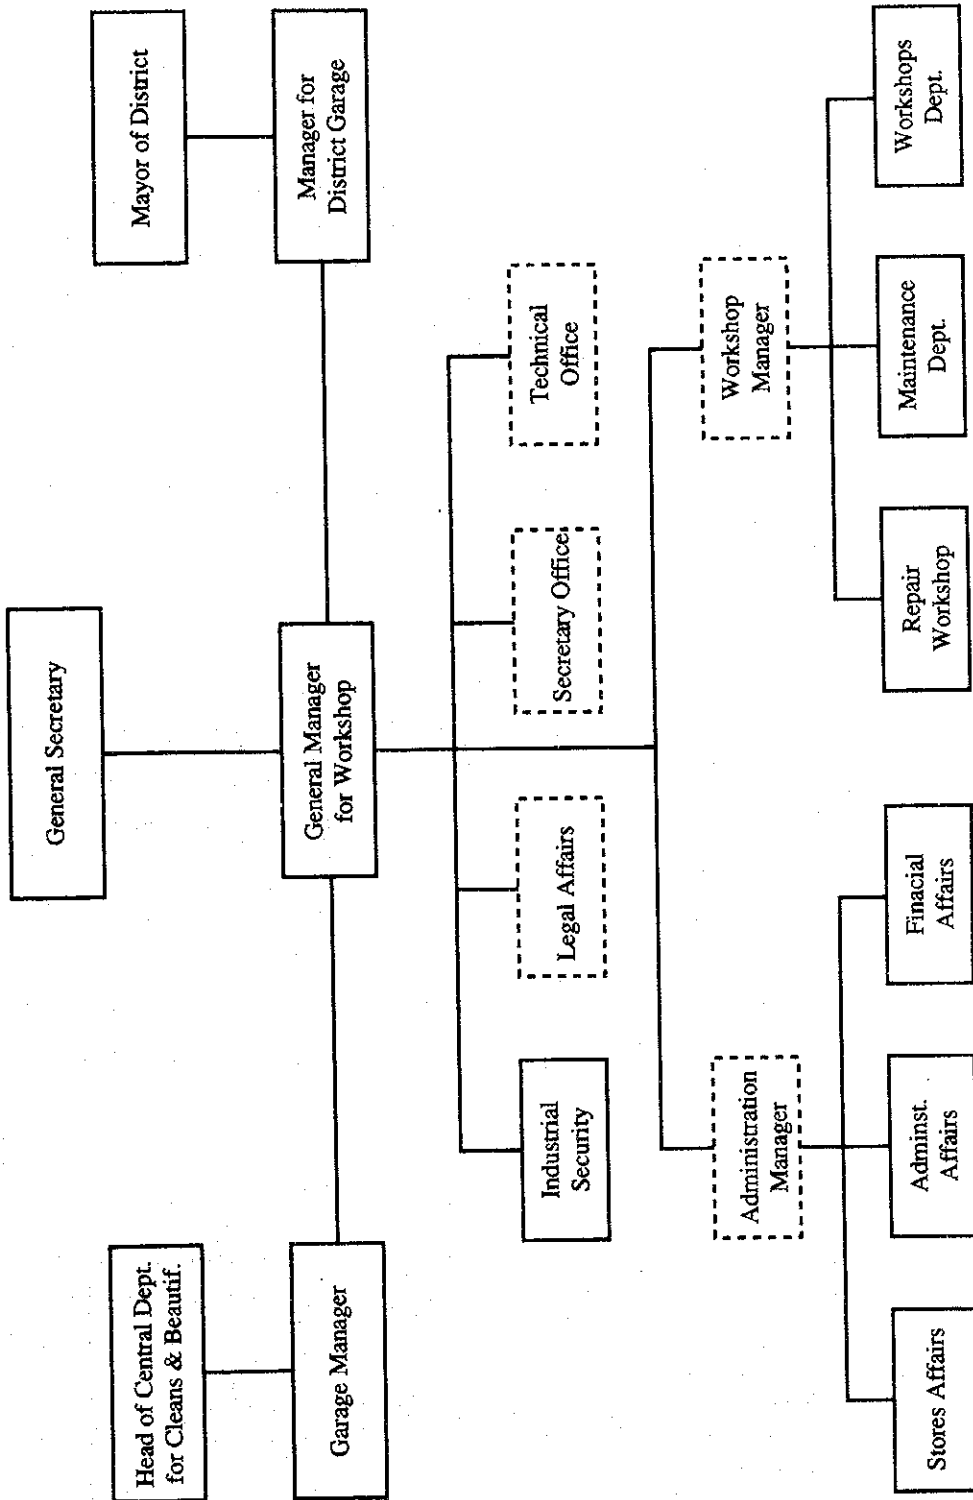 General Secretary
Head of Central Dept.
for Cleans & Beautif.
Mayor of District
Garage Manager
General Manager
for Workshop
Manager for
District Garage
Industrial
Security
Legal Affairs
Secretary Office
Technical
Office
Administration
Manager
Workshop
Manager
Stores Affairs
Adminst.
Affairs
Finacial
Affairs
Repair
Workshop
Maintenance
Dept.
Workshops
Dept.